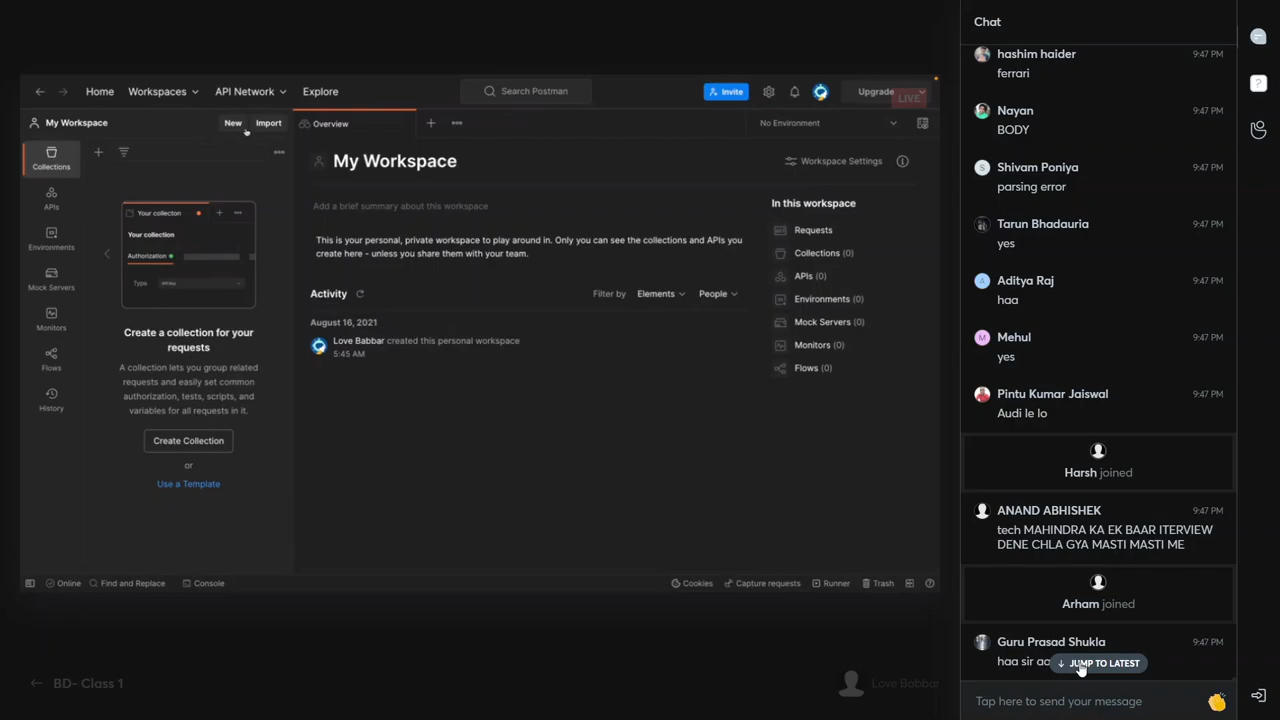 Chat
hashim haider 9:47 PM
ferrari
Nayan 9:47 PM
BODY
Shivam Poniya 9:47 PM
parsing error
Tarun Bhadauria 9:47 PM
yes
Aditya Raj 9:47 PM
haa
Mehul 9:47 PM
yes
Pintu Kumar Jaiswal 9:47 PM
Audi le lo
Harsh joined
ANAND ABHISHEK 9:47 PM
tech MAHINDRA KA EK BAAR ITERVIEW
DENE CHLA GYA MASTI MASTI ME
Arham joined
Guru Prasad Shukla 9:47 PM
haa sir
JUMP TO LATEST
Tap here to send your message
Home Workspaces API Network Explore Search Postman Invite Upgrade
LIVE
My Workspace New Import Overview No Environment
Collections
APIs
Environments
Mock Servers
Monitors
Flows
History
Your collecton
Your collection
Authorization
Type
Create a collection for your
requests
A collection lets you group related
requests and easily set common
authorization, tests, scripts, and
variables for all requests in it.
Create Collection
or
Use a Template
My Workspace
Workspace Settings
Add a brief summary about this workspace
This is your personal, private workspace to play around in. Only you can see the collections and APIs you
create here - unless you share them with your team.
Activity Filter by Elements People
August 16, 2021
Love Babbar created this personal workspace
5:45 AM
In this workspace
Requests
Collections (0)
APIs (0)
Environments (0)
Mock Servers (0)
Monitors (0)
Flows (0)
Online Find and Replace Console Cookies Capture requests Runner Trash
BD- Class 1 Love Babbar